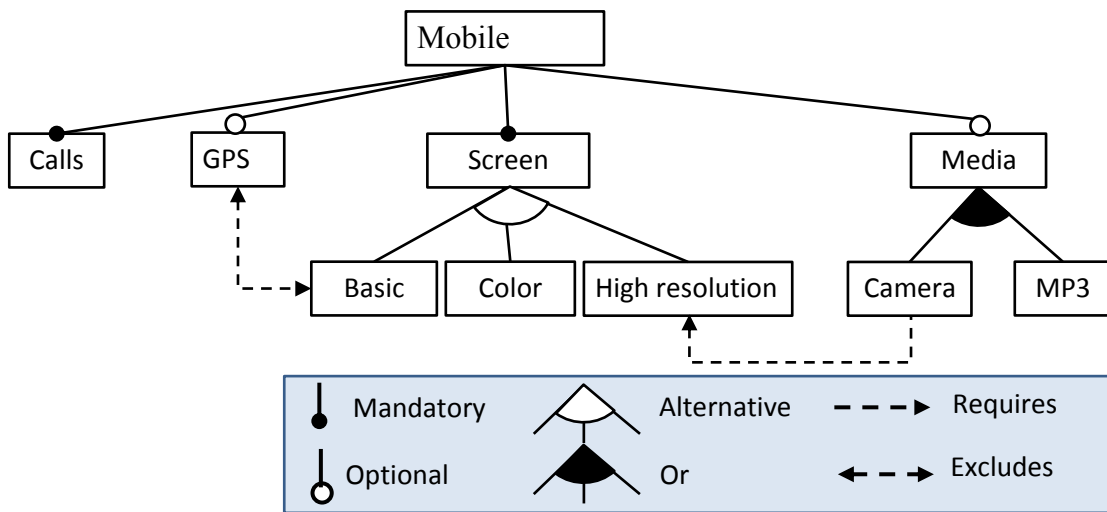 Mobile
Calls
GPS
Screen
Media
Basic
Color
High resolution
Camera
MP3
Mandatory
Alternative
Requires
Optional
Or
Excludes